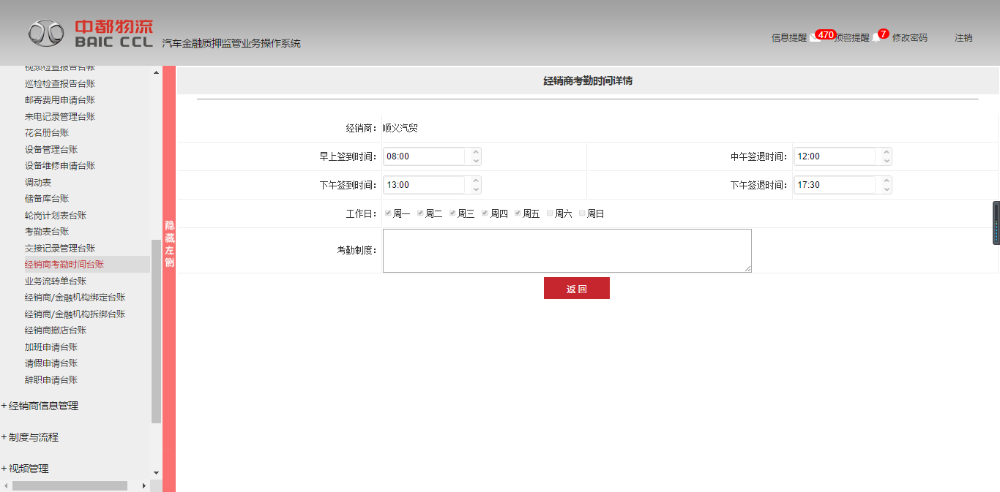 中都物流
BAIC CCL
汽车金融质押监管业务操作系统
信息提醒 470 预警提醒 7 修改密码 注销
视频检查报告台账
巡检检查报告台账
邮寄费用申请台账
来电记录管理台账
花名册台账
设备管理台账
设备维修申请台账
调动表
储备库台账
轮岗计划表台账
考勤表台账
交接记录管理台账
经销商考勤时间台账
业务流转单台账
经销商/金融机构绑定台账
经销商/金融机构拆绑台账
经销商撤店台账
加班申请台账
请假申请台账
辞职申请台账
+ 经销商信息管理
+ 制度与流程
+ 视频管理
隐藏左侧
经销商考勤时间详情
经销商： 顺义汽贸
早上签到时间： 08:00 中午签退时间： 12:00
下午签到时间： 13:00 下午签退时间： 17:30
工作日： 周一 周二 周三 周四 周五 周六 周日
考勤制度：
返 回